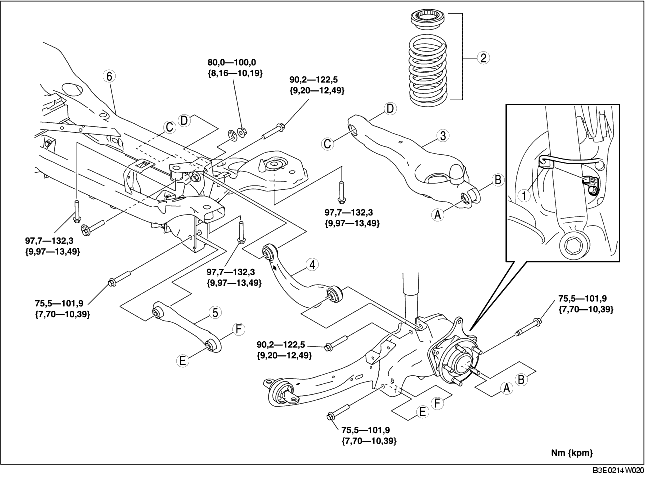 80,0—100,0
{8,16—10,19}
90,2—122,5
{9,20—12,49}
2
6
D
C
D
3
C
B
A
1
97,7—132,3
{9,97—13,49}
97,7—132,3
{9,97—13,49}
97,7—132,3
{9,97—13,49}
4
75,5—101,9
{7,70—10,39}
75,5—101,9
{7,70—10,39}
5
F
E
90,2—122,5
{9,20—12,49}
B
A
F
E
75,5—101,9
{7,70—10,39}
Nm {kpm}
B3E0214W020